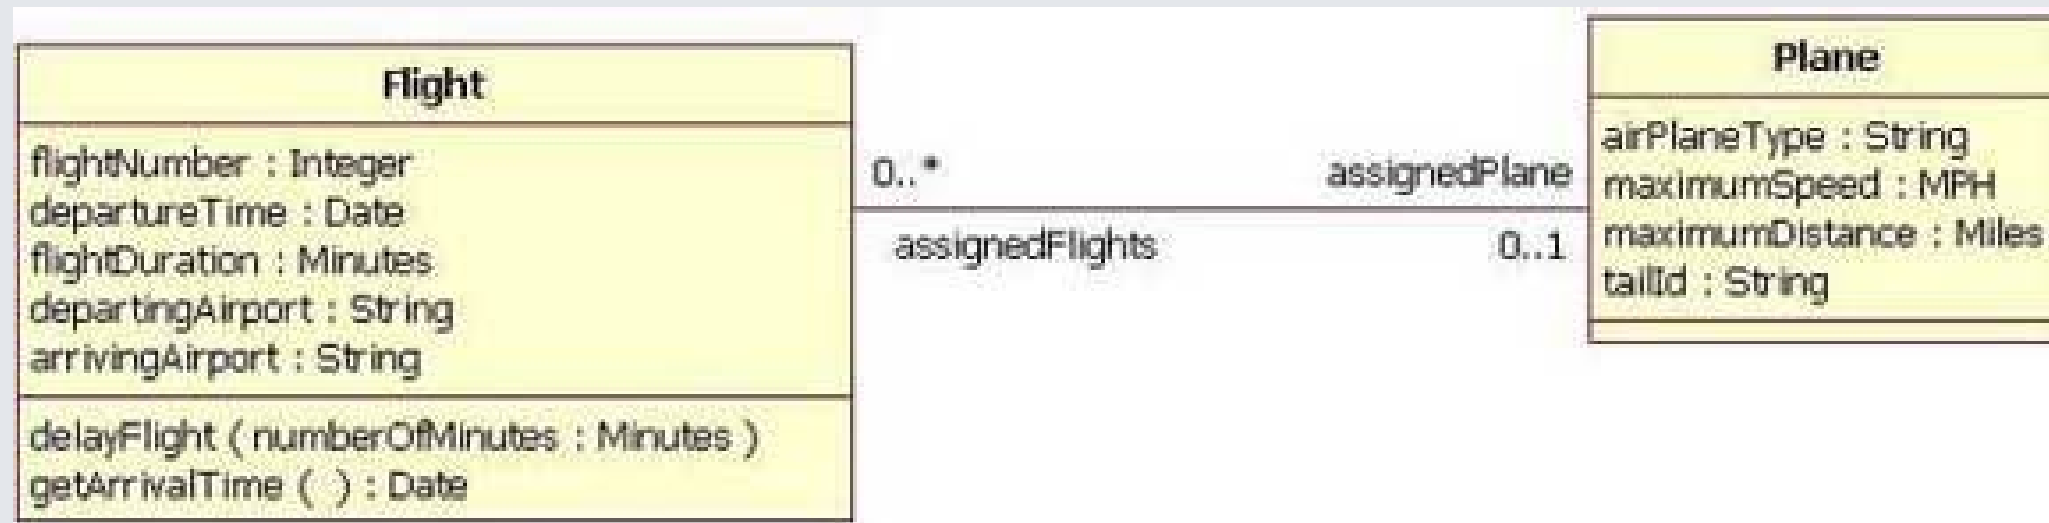 Flight
flightNumber : Integer
departureTime : Date
flightDuration : Minutes
departingAirport : String
arrivingAirport : String
delayFlight ( numberOfMinutes : Minutes )
getArrivalTime ( ) : Date
0..*
assignedPlane
assignedFlights
0..1
Plane
airPlaneType : String
maximumSpeed : MPH
maximumDistance : Miles
tailId : String